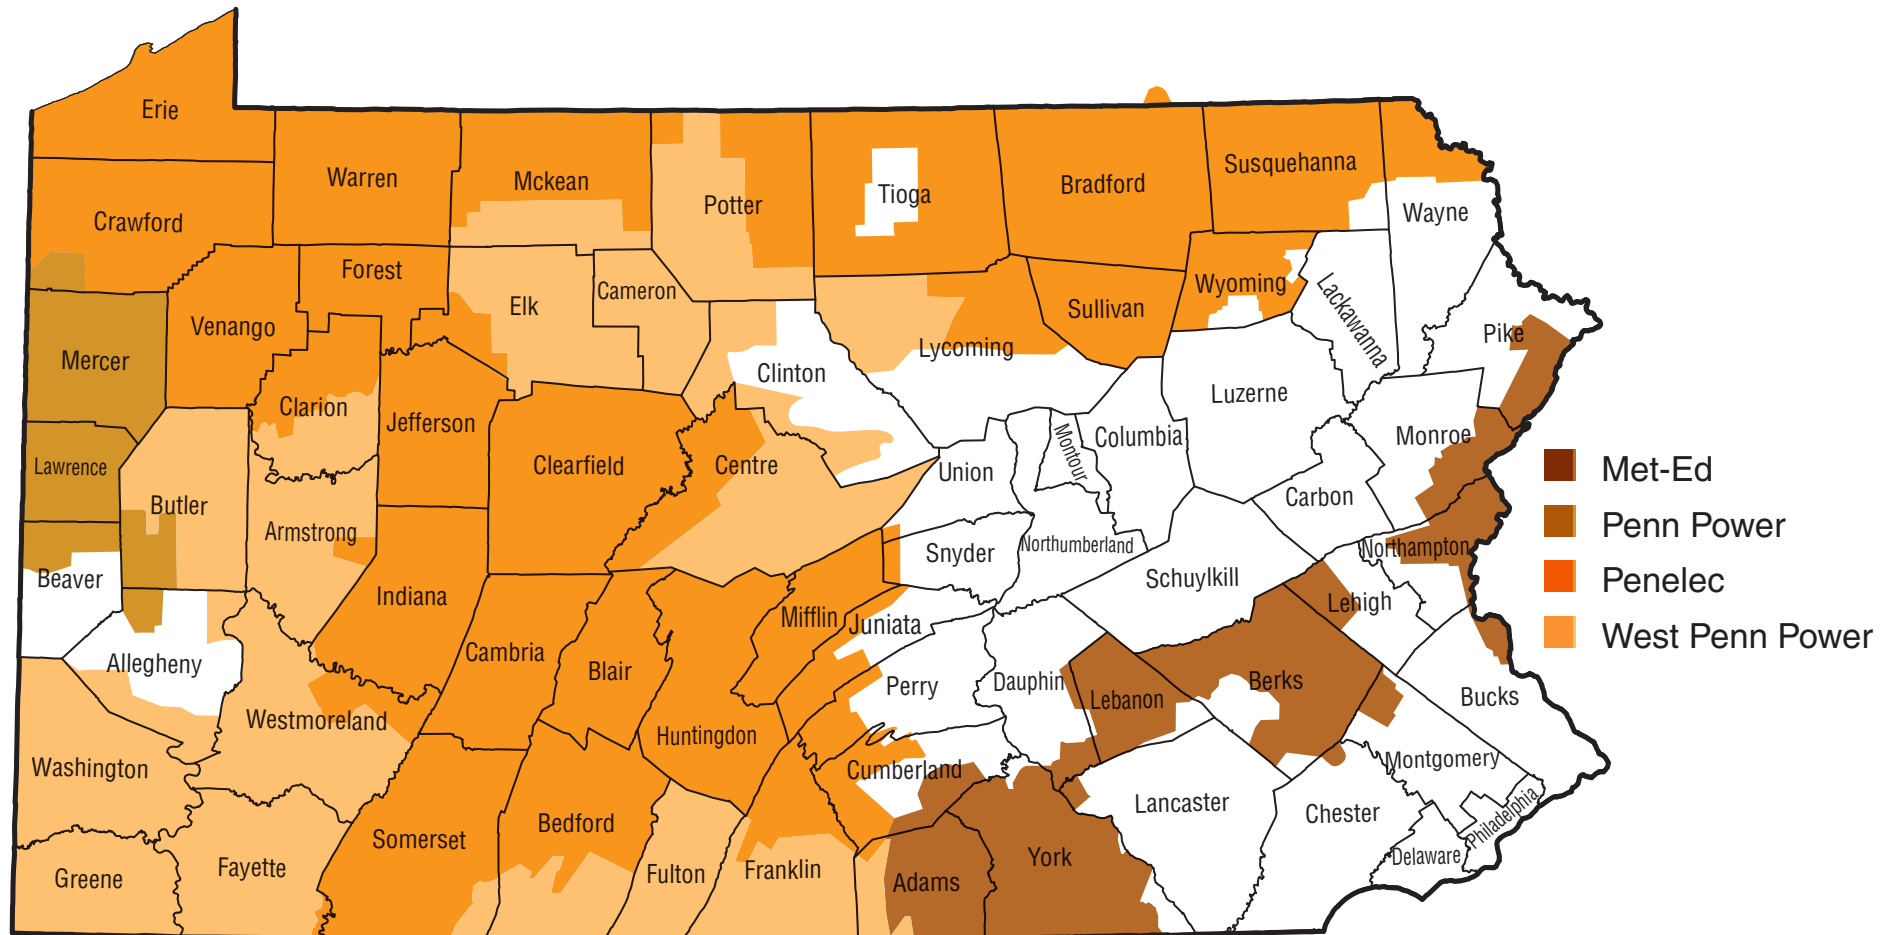 Erie
Warren
Mckean
Potter
Tioga
Bradford
Susquehanna
Wayne
Crawford
Forest
Elk
Cameron
Wyoming
Lackawanna
Sullivan
Venango
Mercer
Lycoming
Pike
Clinton
Luzerne
Clarion
Jefferson
Clearfield
Centre
Columbia
Montour
Monroe
Lawrence
Union
Butler
Carbon
Armstrong
Snyder
Northumberland
Northampton
Beaver
Schuylkill
Indiana
Lehigh
Mifflin
Juniata
Allegheny
Cambria
Blair
Perry
Dauphin
Lebanon
Berks
Bucks
Westmoreland
Huntingdon
Washington
Cumberland
Montgomery
Lancaster
Chester
Philadelphia
Bedford
Somerset
York
Delaware
Greene
Fayette
Fulton
Franklin
Adams
Met-Ed
Penn Power
Penelec
West Penn Power